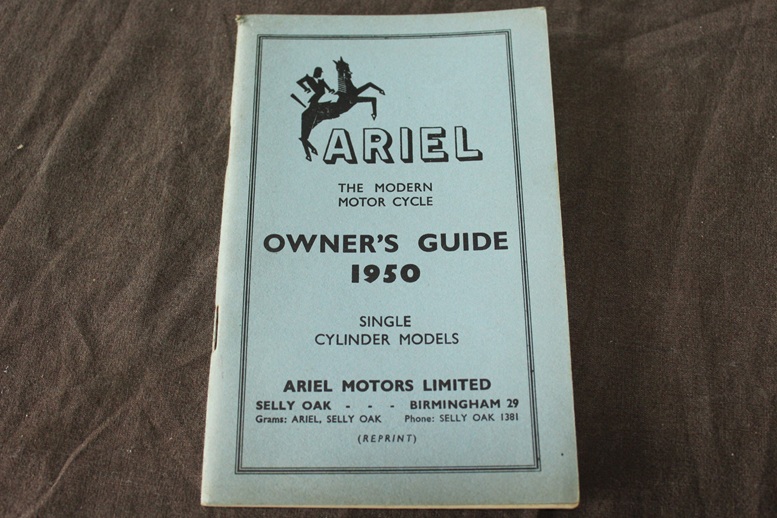 ARIEL
THE MODERN
MOTOR CYCLE
OWNER'S GUIDE
1950
SINGLE
CYLINDER MODELS
ARIEL MOTORS LIMITED
SELLY OAK - - - BIRMINGHAM 29
Grams: ARIEL, SELLY OAK Phone: SELLY OAK 1381
(REPRINT)